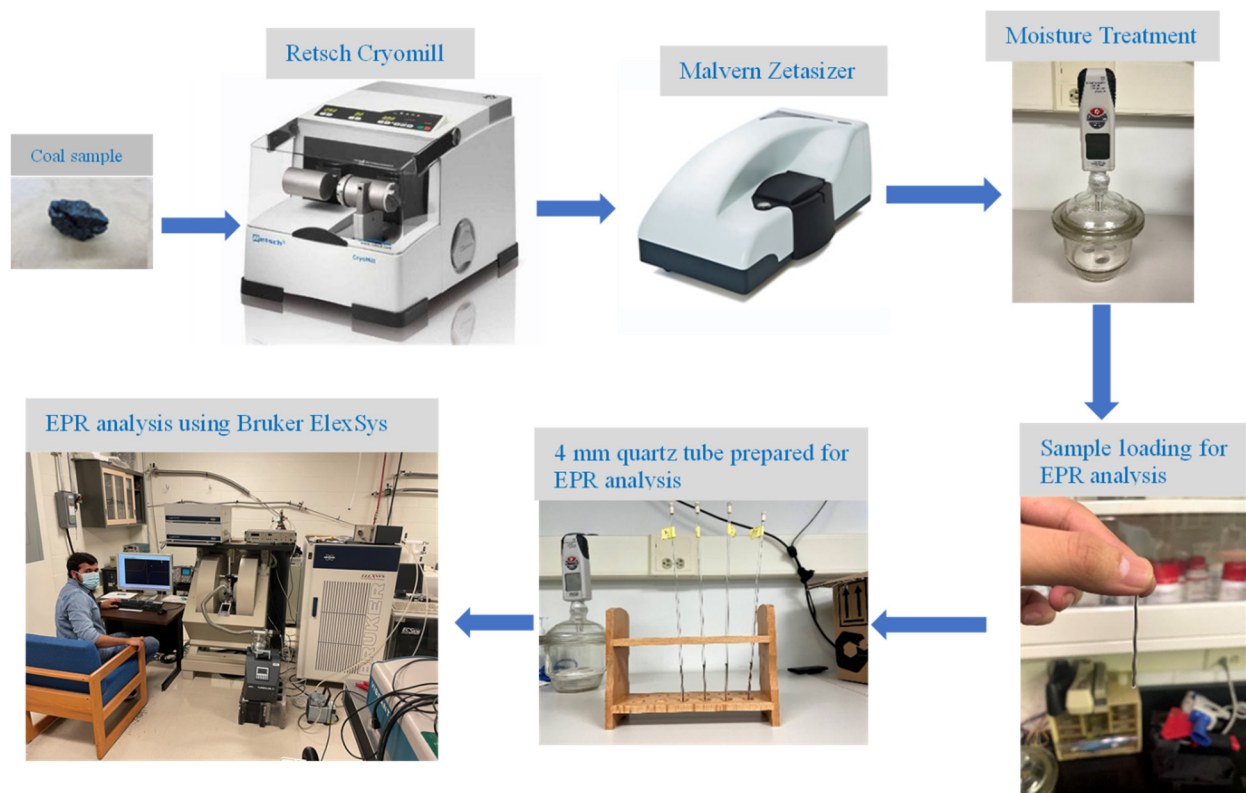 Coal sample
Retsch Cryomill
Retsch
CryoMill
Malvern Zetasizer
Moisture Treatment
Sample loading for
EPR analysis
4 mm quartz tube prepared for
EPR analysis
EPR analysis using Bruker ElexSys
ELEXSYS
BRUKER